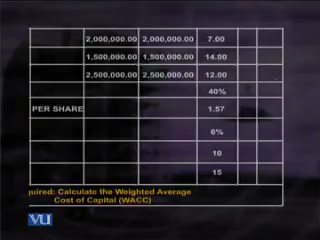 2,000,000.00 2,000,000.00 7.00
1,500,000.00 1,500,000.00 14.00
2,500,000.00 2,500,000.00 12.00
40%
PER SHARE 1.57
6%
10
15
quired: Calculate the Weighted Average
Cost of Capital (WACC)
VU